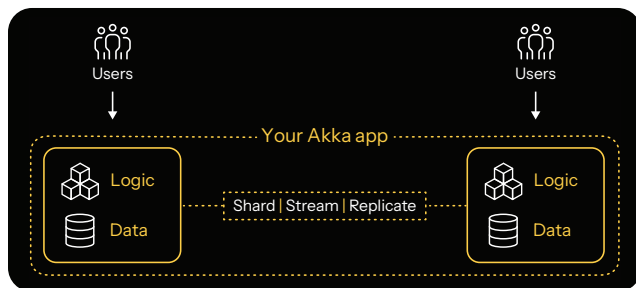 Users
Users
Your Akka app
Logic
Logic
Shard | Stream | Replicate
Data
Data